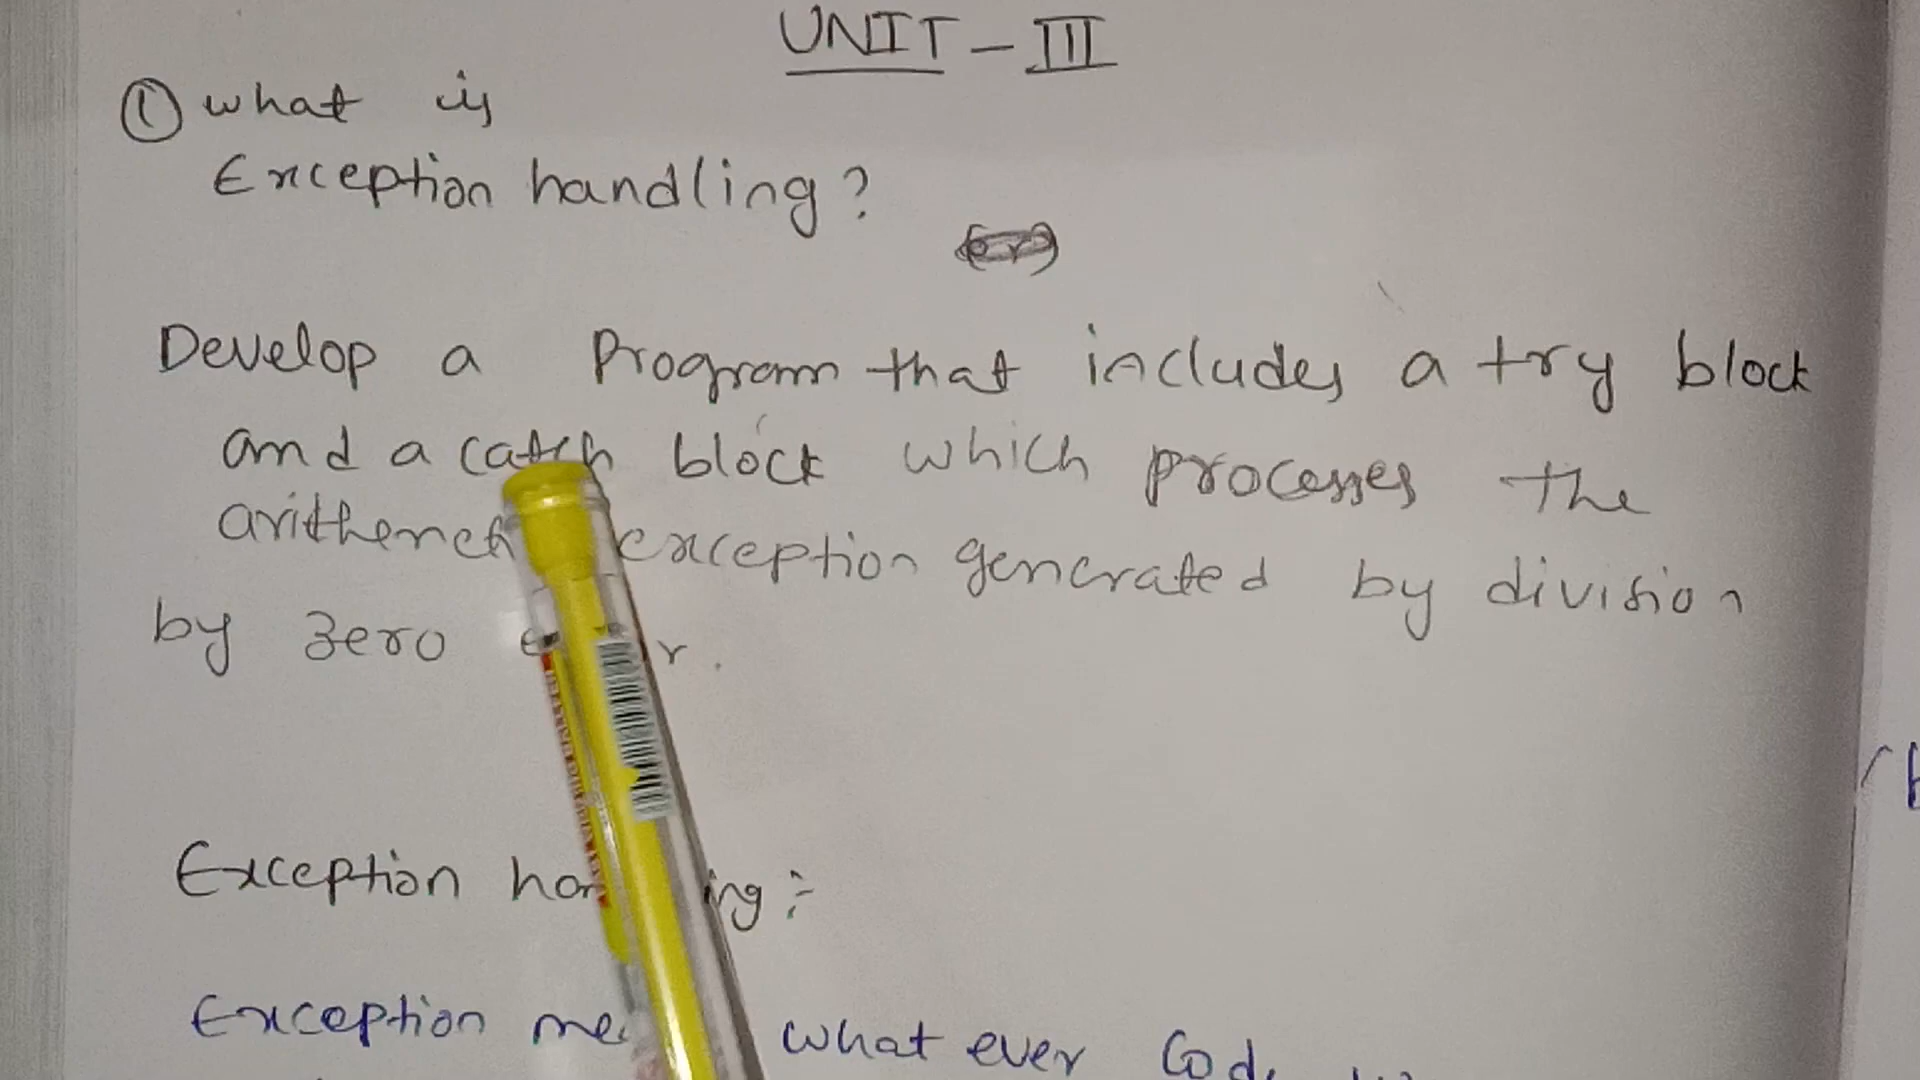 UNIT - III
① what is
Exception handling?
Develop a Program that includes a try block
and a catch block which processes the
exception generated by division
by zero
Exception
Exception what ever